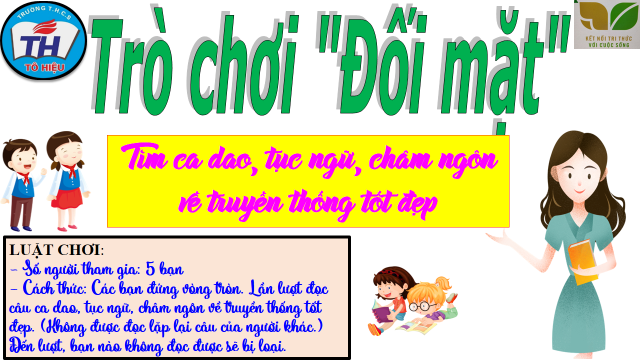 TRƯỜNG T.H.C.S
TH
TÔ HIỆU
Trò chơi "Đối mặt"
KẾT NỐI TRI THỨC
VỚI CUỘC SỐNG
Tìm ca dao, tục ngữ, châm ngôn
về truyền thống tốt đẹp
LUẬT CHƠI:
- Số người tham gia: 5 bạn
- Cách thức: Các bạn đứng vòng tròn. Lần lượt đọc
câu ca dao, tục ngữ, châm ngôn về truyền thống tốt
đẹp. (Không được đọc lặp lại câu của người khác.)
Đến lượt, bạn nào không đọc được sẽ bị loại.